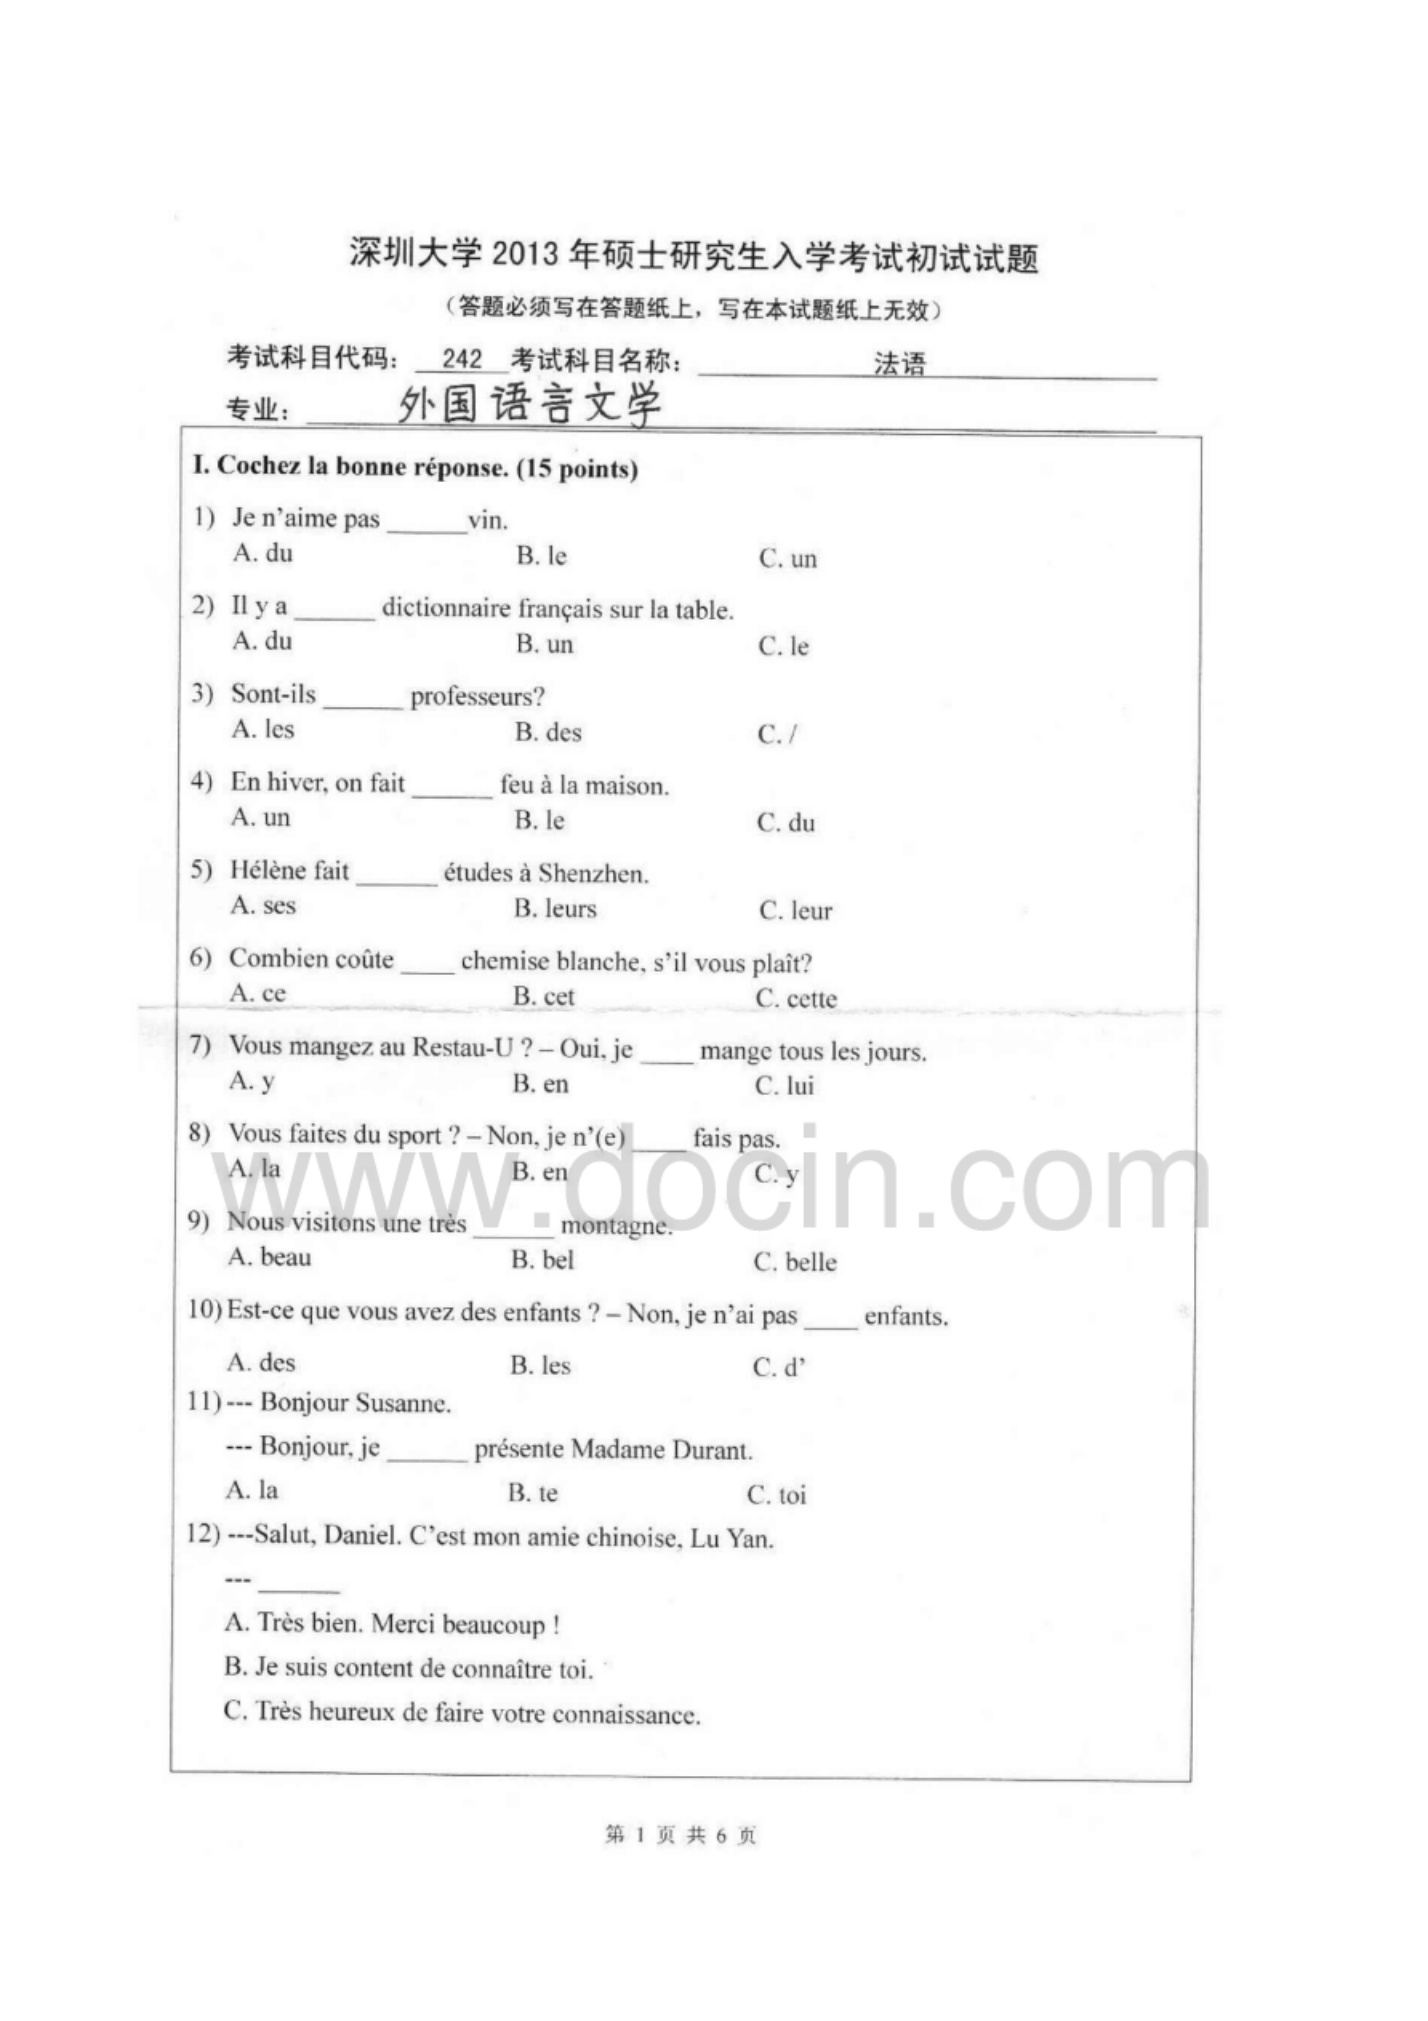 深圳大学 2013 年硕士研究生入学考试初试试题
（答题必须写在答题纸上，写在本试题纸上无效）
考试科目代码： 242 考试科目名称： 法语
专业： 外国语言文学
I. Cochez la bonne réponse. (15 points)
1) Je n’aime pas ______vin.
A. du B. le C. un
2) Il y a ______ dictionnaire français sur la table.
A. du B. un C. le
3) Sont-ils ______ professeurs?
A. les B. des C. /
4) En hiver, on fait ______ feu à la maison.
A. un B. le C. du
5) Hélène fait ______ études à Shenzhen.
A. ses B. leurs C. leur
6) Combien coûte ____ chemise blanche, s’il vous plaît?
A. ce B. cet C. cette
7) Vous mangez au Restau-U ? – Oui, je ____ mange tous les jours.
A. y B. en C. lui
8) Vous faites du sport ? – Non, je n’(e) ____ fais pas.
A. la B. en C. y
www.docin.com
9) Nous visitons une très ______ montagne.
A. beau B. bel C. belle
10) Est-ce que vous avez des enfants ? – Non, je n’ai pas ____ enfants.
A. des B. les C. d’
11) --- Bonjour Susanne.
--- Bonjour, je ______ présente Madame Durant.
A. la B. te C. toi
12) ---Salut, Daniel. C’est mon amie chinoise, Lu Yan.
--- ______
A. Très bien. Merci beaucoup !
B. Je suis content de connaître toi.
C. Très heureux de faire votre connaissance.
第 1 页 共 6 页